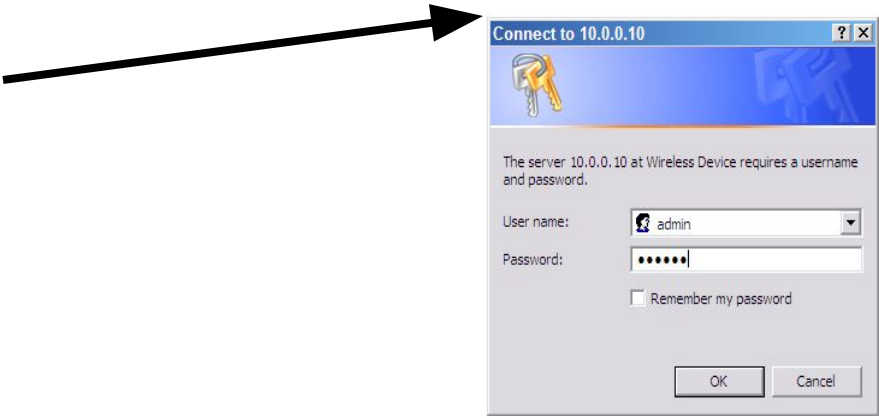 Connect to 10.0.0.10
? X
The server 10.0.0.10 at Wireless Device requires a username
and password.
User name:
admin
Password:
••••••
Remember my password
OK
Cancel